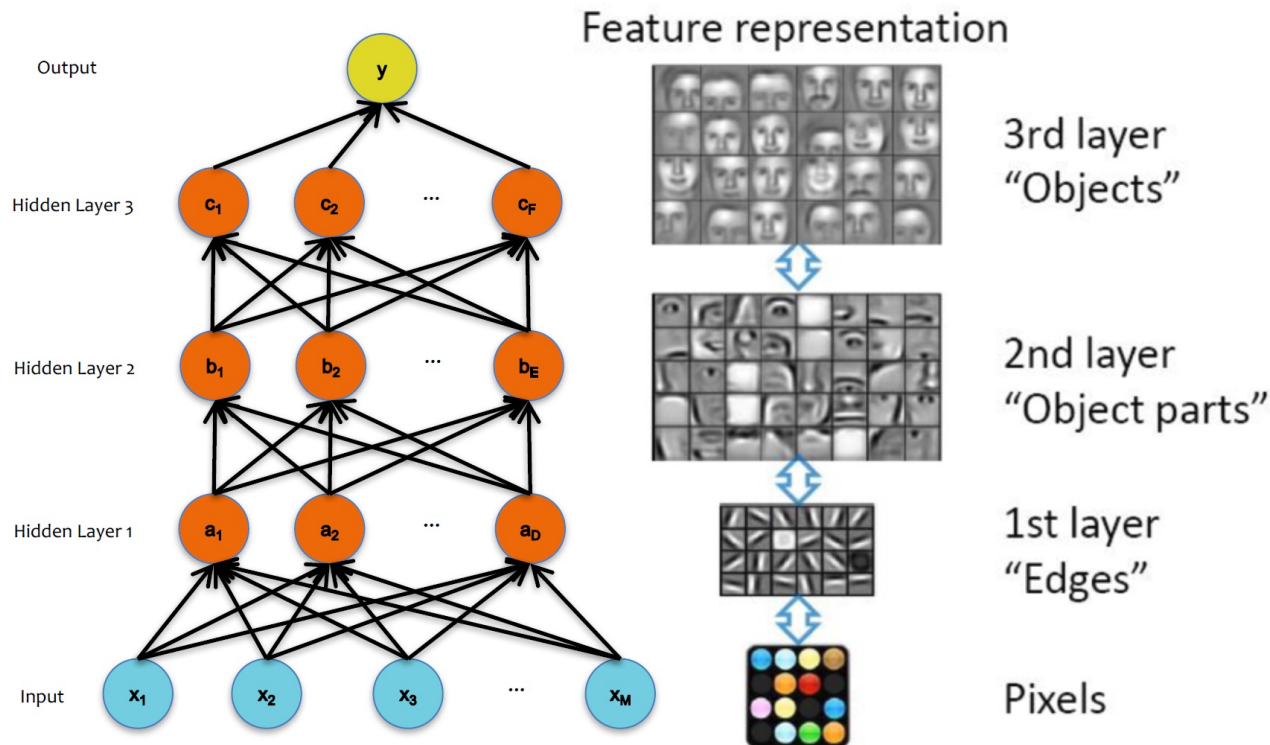 Output
y
Hidden Layer 3
c1 c2 ... cF
Hidden Layer 2
b1 b2 ... bE
Hidden Layer 1
a1 a2 ... aD
Input
x1 x2 x3 ... xM
Feature representation
3rd layer
“Objects”
2nd layer
“Object parts”
1st layer
“Edges”
Pixels